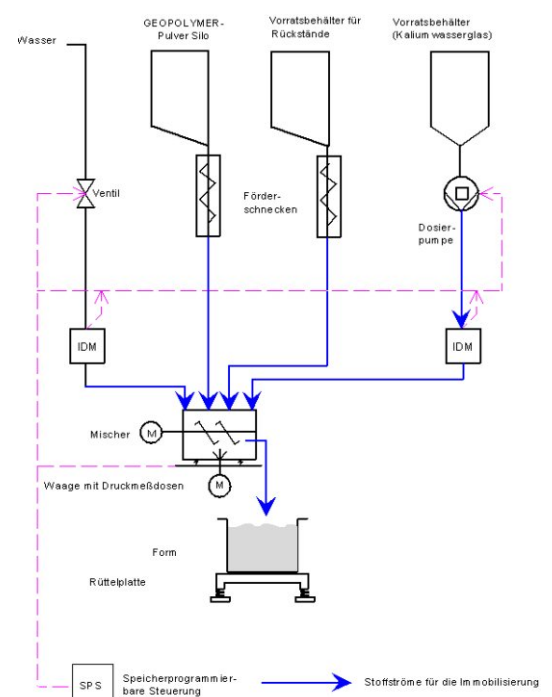 Wasser
GEOPOLYMER-
Pulver Silo
Vorratsbehälter für
Rückstände
Vorratsbehälter
(Kalium wasserglas)
Ventil
Förder-
schnecken
Dosier-
pumpe
IDM
IDM
Mischer
M
Waage mit Druckmeßdosen
M
Form
Rüttelplatte
SPS
Speicherprogrammier-
bare Steuerung
Stoffströme für die Immobilisierung